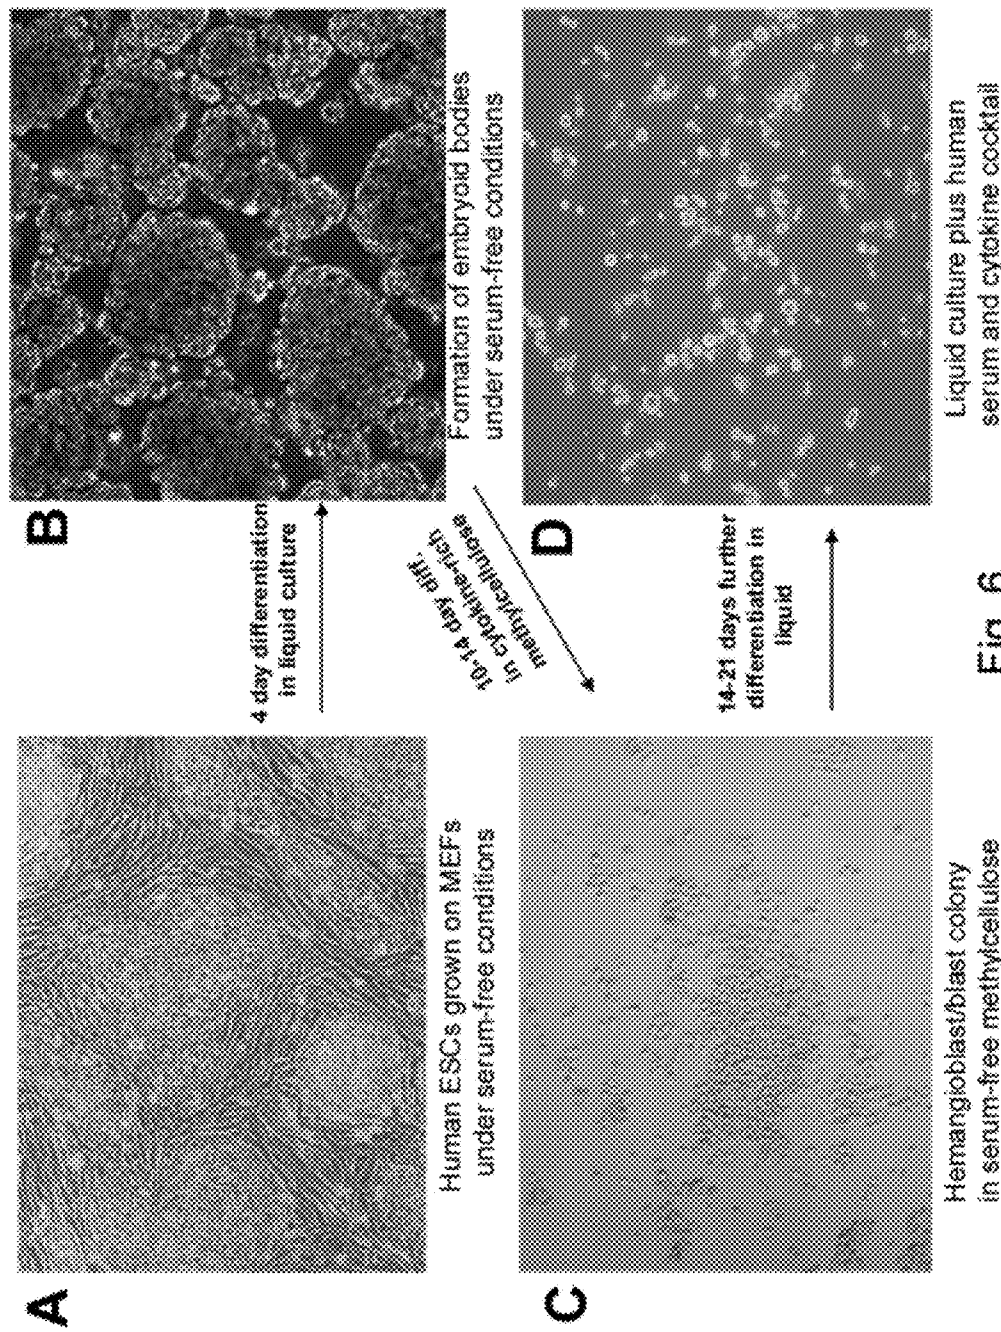 A
Human ESCs grown on MEFs
under serum-free conditions
4 day differentiation
in liquid culture
B
Formation of embryoid bodies
under serum-free conditions
10-14 day diff.
in cytokine-rich
methylcellulose
C
Hemangioblast/blast colony
in serum-free methylcellulose
14-21 days further
differentiation in
liquid
D
Liquid culture plus human
serum and cytokine cocktail
Fig. 6